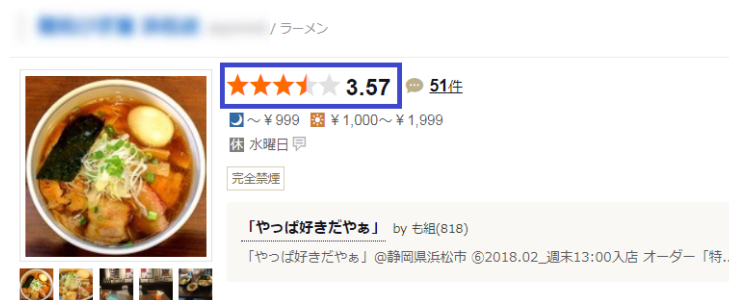 / ラーメン
3.57 51件
～￥999 ￥1,000～￥1,999
休 水曜日
完全禁煙
「やっぱ好きだやぁ」 by も組(818)
「やっぱ好きだやぁ」@静岡県浜松市 ⑥2018.02_週末13:00入店 オーダー「特...